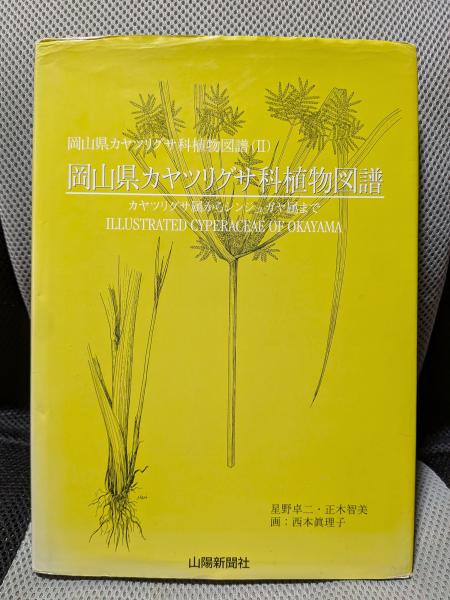 岡山県カヤツリグサ科植物図譜(II)
岡山県カヤツリグサ科植物図譜
カヤツリグサ属からシンジュガヤ属まで
ILLUSTRATED CYPERACEAE OF OKAYAMA
星野卓二・正木智美
画：西本眞理子
山陽新聞社